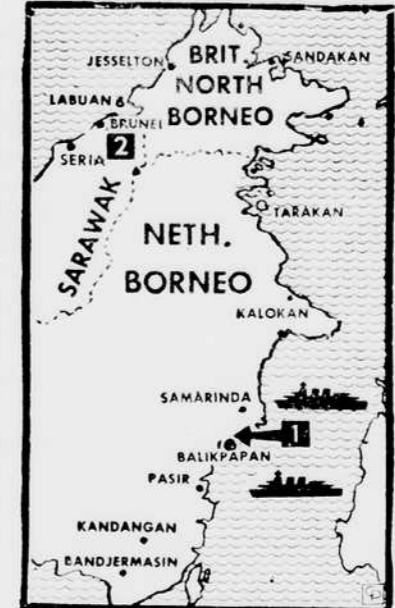 JESSELTON
BRIT.
NORTH
BORNEO
SANDAKAN
LABUAN
BRUNEI
2
SERIA
SARAWAK
TARAKAN
NETH.
BORNEO
KALOKAN
SAMARINDA
1
BALIKPAPAN
PASIR
KANDANGAN
BANDJERMASIN